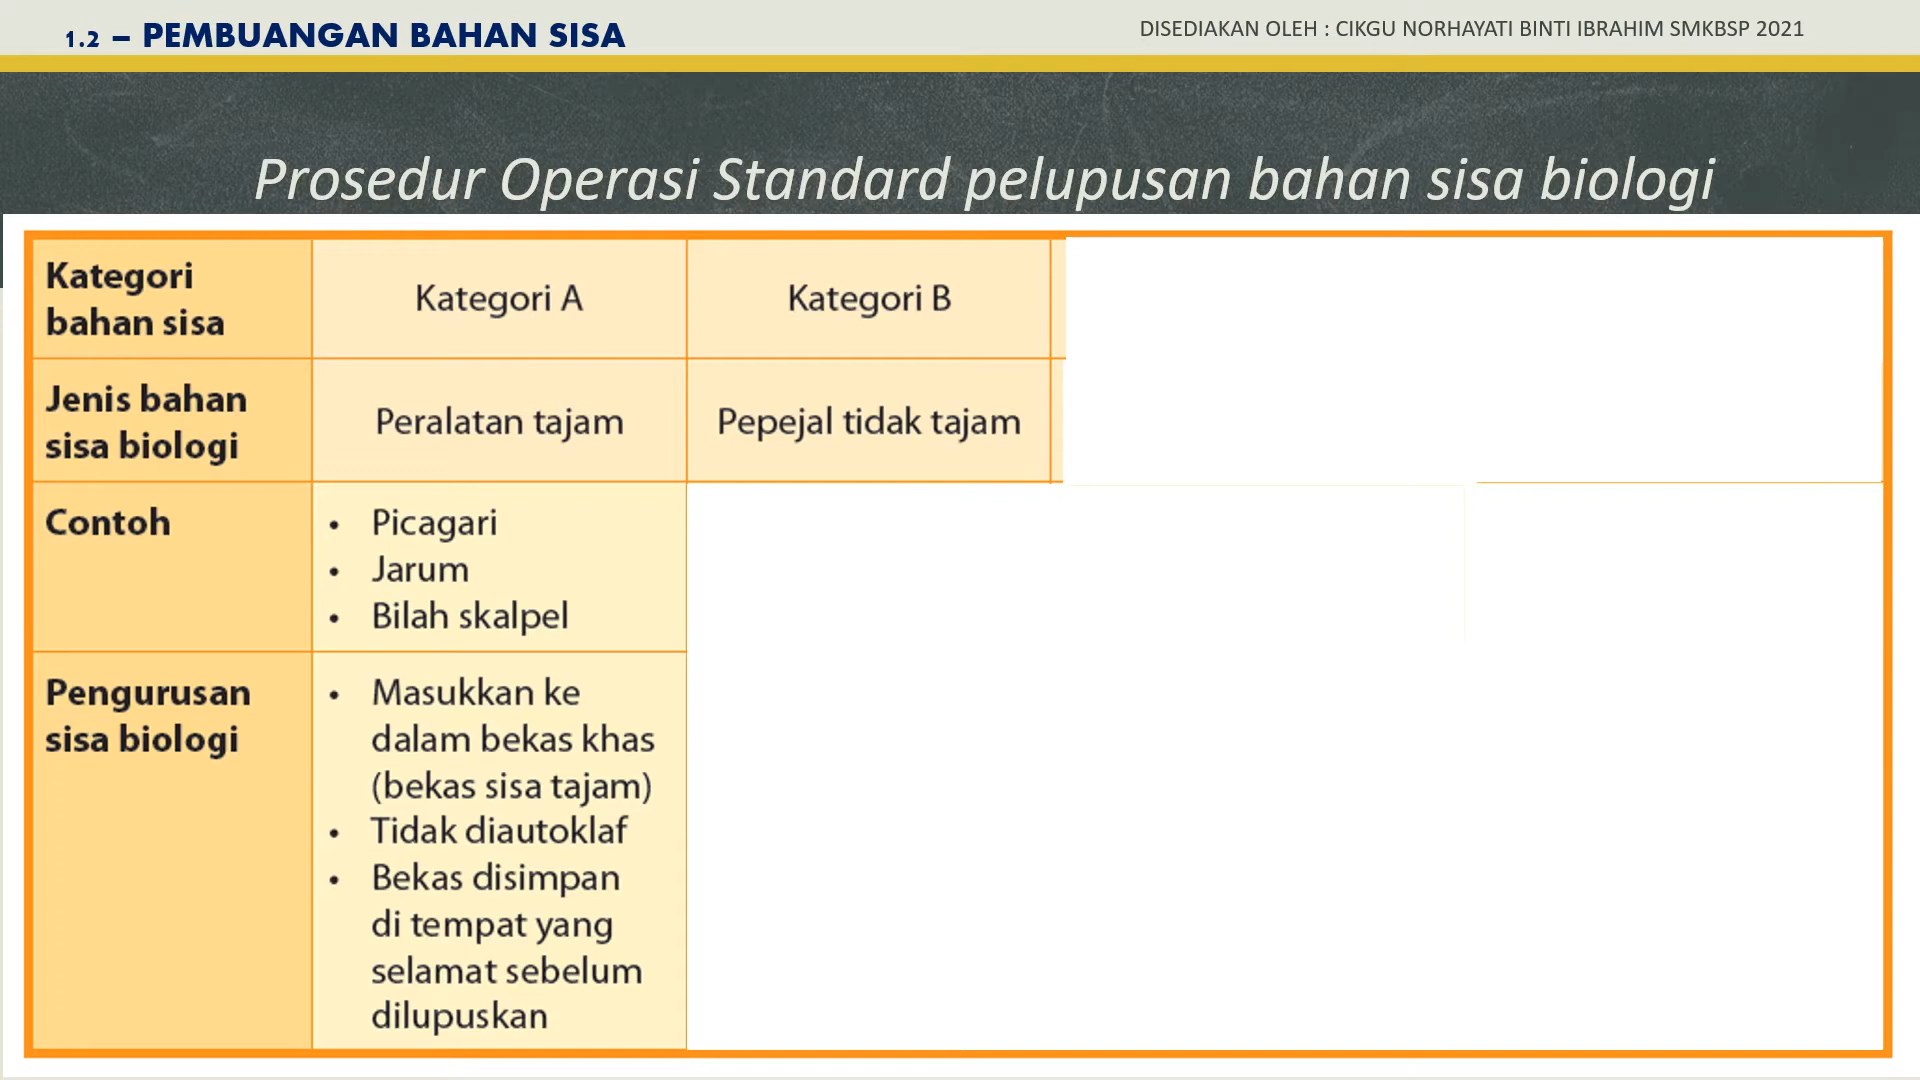 1.2 – PEMBUANGAN BAHAN SISA
DISEDIAKAN OLEH : CIKGU NORHAYATI BINTI IBRAHIM SMKBSP 2021
Prosedur Operasi Standard pelupusan bahan sisa biologi
Kategori
bahan sisa
Kategori A
Kategori B
Jenis bahan
sisa biologi
Peralatan tajam
Pepejal tidak tajam
Contoh
• Picagari
• Jarum
• Bilah skalpel
Pengurusan
sisa biologi
• Masukkan ke
dalam bekas khas
(bekas sisa tajam)
• Tidak diautoklaf
• Bekas disimpan
di tempat yang
selamat sebelum
dilupuskan